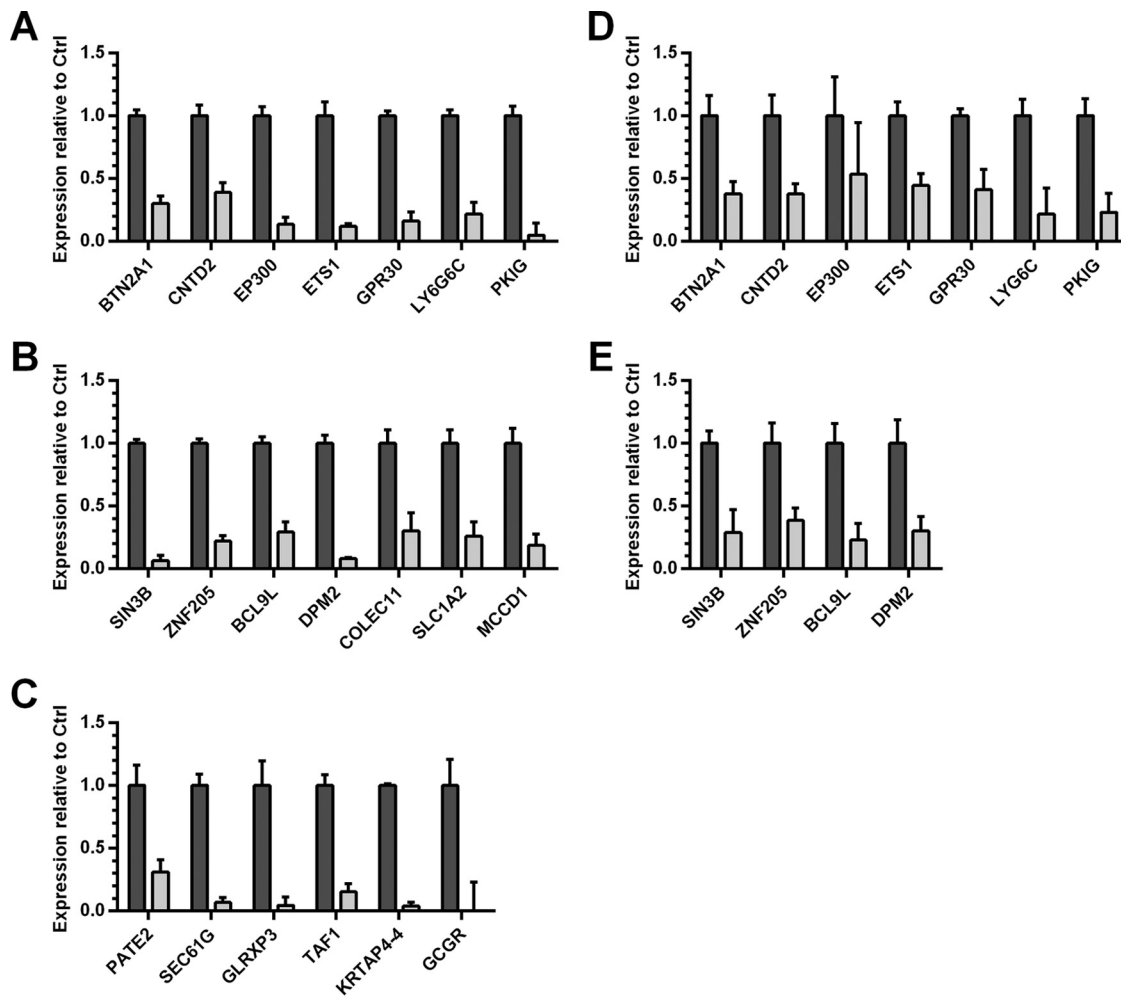 A
Expression relative to Ctrl
1.5
1.0
0.5
0.0
BTN2A1
CNTD2
EP300
ETS1
GPR30
LY6G6C
PKIG
D
Expression relative to Ctrl
1.5
1.0
0.5
0.0
BTN2A1
CNTD2
EP300
ETS1
GPR30
LYG6C
PKIG
B
Expression relative to Ctrl
1.5
1.0
0.5
0.0
SIN3B
ZNF205
BCL9L
DPM2
COLEC11
SLC1A2
MCCD1
E
Expression relative to Ctrl
1.5
1.0
0.5
0.0
SIN3B
ZNF205
BCL9L
DPM2
C
Expression relative to Ctrl
1.5
1.0
0.5
0.0
PATE2
SEC61G
GLRXP3
TAF1
KRTAP4-4
GCGR